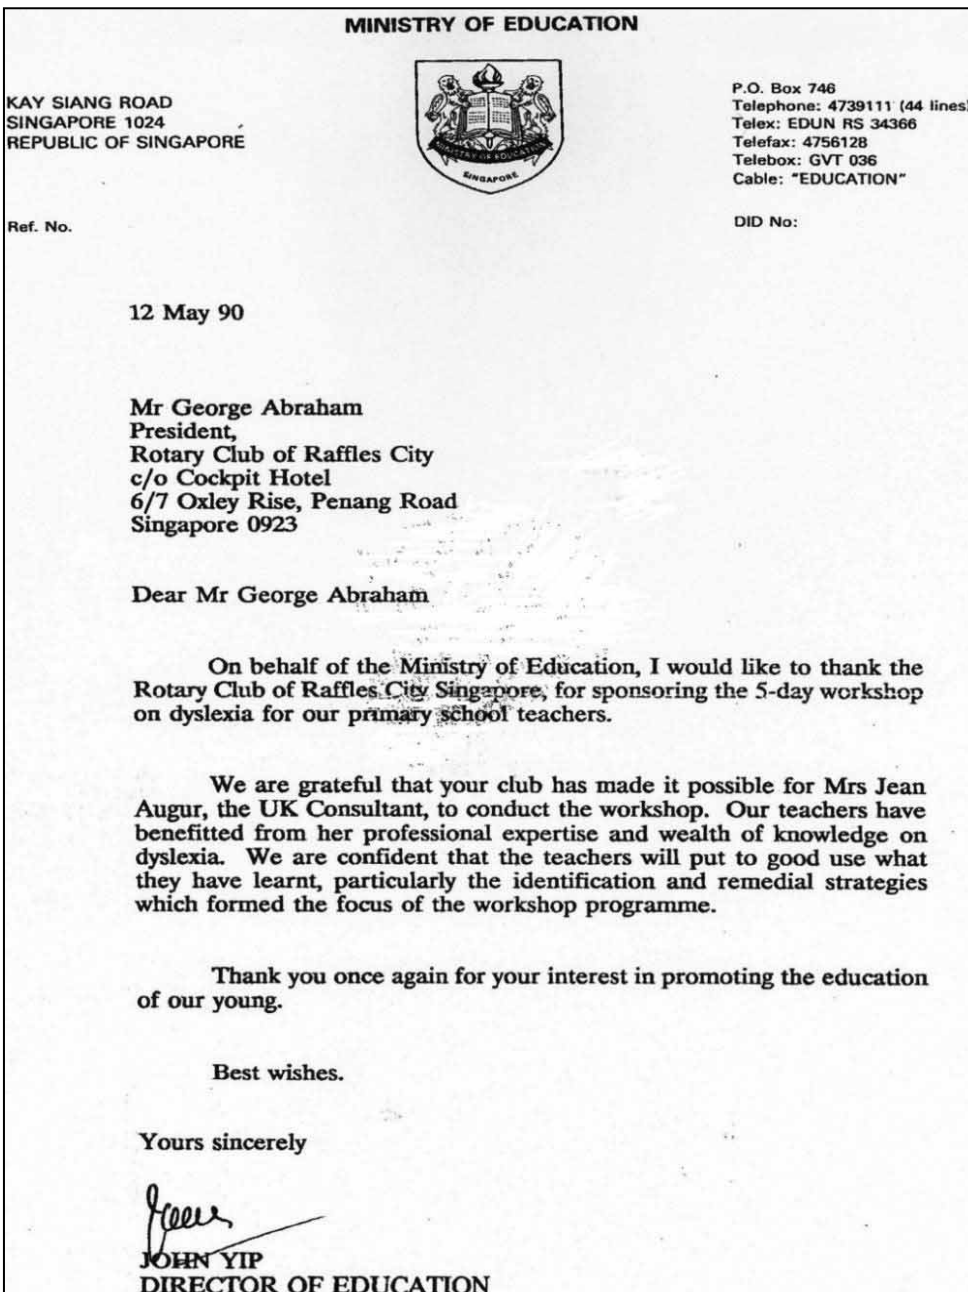 MINISTRY OF EDUCATION
KAY SIANG ROAD
SINGAPORE 1024
REPUBLIC OF SINGAPORE
MINISTRY OF EDUCATION
SINGAPORE
P.O. Box 746
Telephone: 4739111 (44 lines)
Telex: EDUN RS 34366
Telefax: 4756128
Telebox: GVT 036
Cable: "EDUCATION"
Ref. No.
DID No:
12 May 90
Mr George Abraham
President,
Rotary Club of Raffles City
c/o Cockpit Hotel
6/7 Oxley Rise, Penang Road
Singapore 0923
Dear Mr George Abraham
On behalf of the Ministry of Education, I would like to thank the
Rotary Club of Raffles City Singapore, for sponsoring the 5-day workshop
on dyslexia for our primary school teachers.
We are grateful that your club has made it possible for Mrs Jean
Augur, the UK Consultant, to conduct the workshop. Our teachers have
benefitted from her professional expertise and wealth of knowledge on
dyslexia. We are confident that the teachers will put to good use what
they have learnt, particularly the identification and remedial strategies
which formed the focus of the workshop programme.
Thank you once again for your interest in promoting the education
of our young.
Best wishes.
Yours sincerely
JOHN YIP
DIRECTOR OF EDUCATION